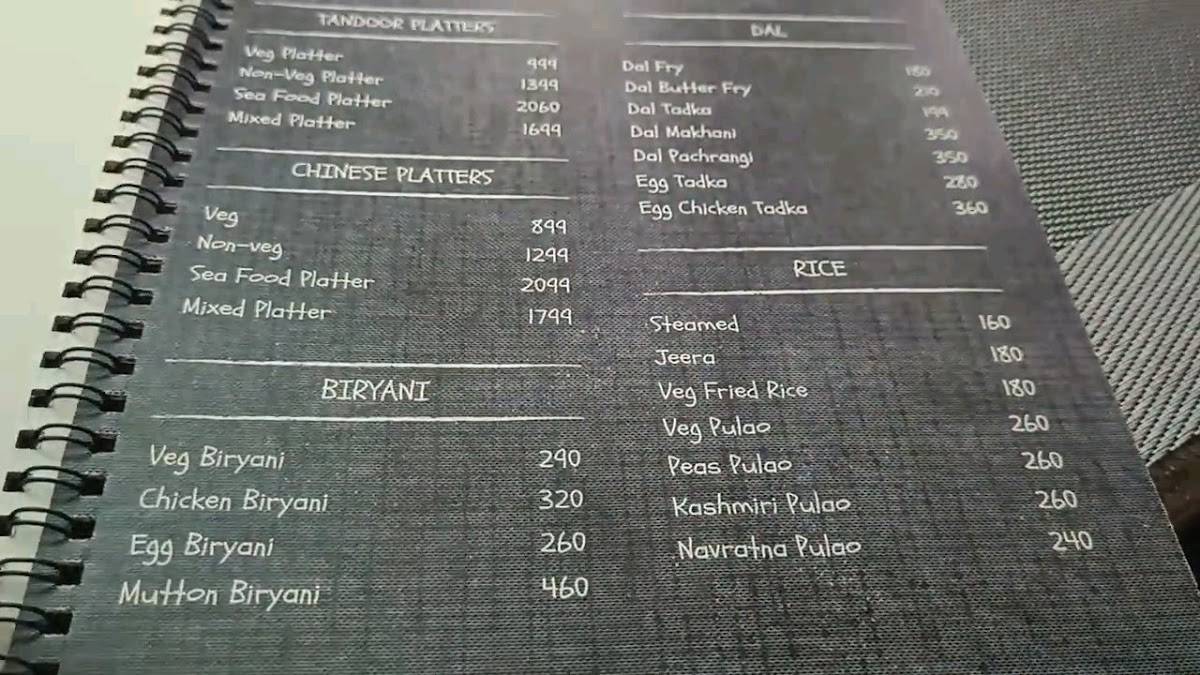 TANDOOR PLATTERS
Veg Platter 999
Non-Veg Platter 1399
Sea Food Platter 2060
Mixed Platter 1699
CHINESE PLATTERS
Veg 899
Non-veg 1299
Sea Food Platter 2099
Mixed Platter 1799
BIRYANI
Veg Biryani 290
Chicken Biryani 320
Egg Biryani 260
Mutton Biryani 460
DAL
Dal Fry 180
Dal Butter Fry 210
Dal Tadka 199
Dal Makhani 350
Dal Pachrangi 350
Egg Tadka 280
Egg Chicken Tadka 360
RICE
Steamed 160
Jeera 180
Veg Fried Rice 180
Veg Pulao 260
Peas Pulao 260
Kashmiri Pulao 260
Navratna Pulao 240